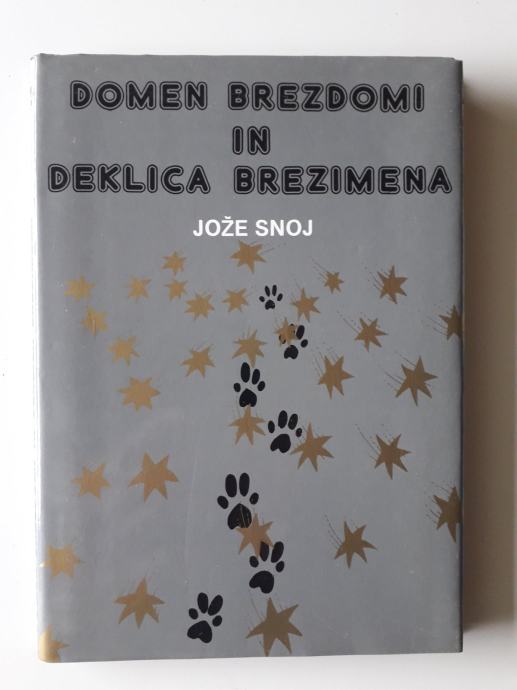 DOMEN BREZDOMI
IN
DEKLICA BREZIMENA
JOŽE SNOJ